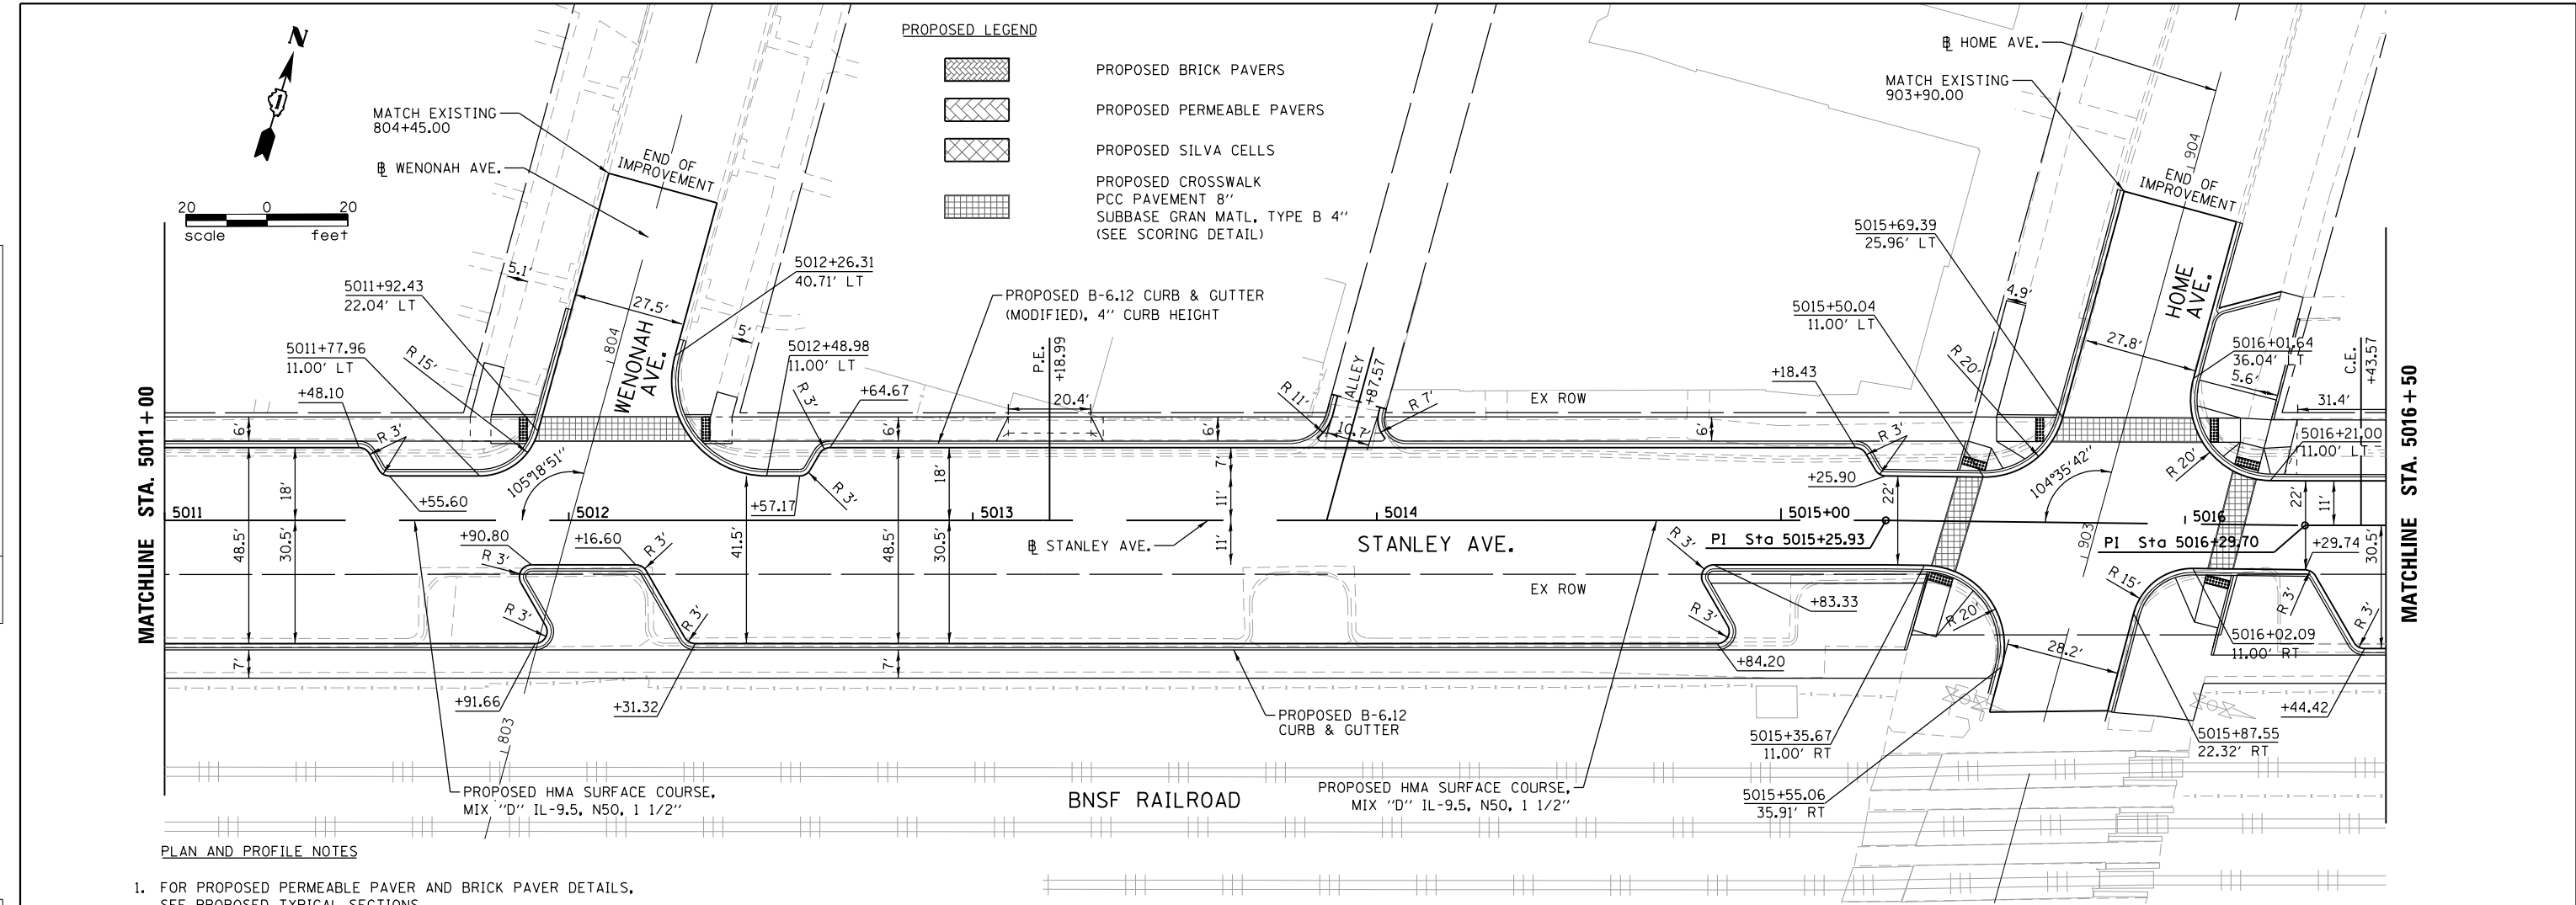 PROPOSED LEGEND
PROPOSED BRICK PAVERS
PROPOSED PERMEABLE PAVERS
PROPOSED SILVA CELLS
PROPOSED CROSSWALK
PCC PAVEMENT 8"
SUBBASE GRAN MATL, TYPE B 4"
(SEE SCORING DETAIL)
N
1
20 0 20
scale feet
MATCH EXISTING
804+45.00
℄ WENONAH AVE.
END OF
IMPROVEMENT
5.1'
27.5'
804
WENONAH
AVE.
5'
5011+92.43
22.04' LT
5011+77.96
11.00' LT
R 15'
+48.10
R 3'
6'
+55.60
105°18'51"
5012+26.31
40.71' LT
5012+48.98
11.00' LT
R 3'
+64.67
+57.17
R 3'
PROPOSED B-6.12 CURB & GUTTER
(MODIFIED), 4" CURB HEIGHT
P.E.
+18.99
20.4'
6'
6'
R 11'
ALLEY
+87.57
R 7'
10.7'
EX ROW
6'
℄ HOME AVE.
MATCH EXISTING
903+90.00
904
END OF
IMPROVEMENT
5015+69.39
25.96' LT
5015+50.04
11.00' LT
4.9'
HOME
AVE.
27.8'
R 20'
+18.43
R 3'
+25.90
5016+01.64
36.04' LT
5.6'
C.E.
+43.57
31.4'
5016+21.00
11.00' LT
R 20'
104°35'42"
MATCHLINE STA. 5011+00
MATCHLINE STA. 5016+50
5011
5012
5013
5014
5015+00
5016
18'
48.5'
30.5'
41.5'
48.5'
18'
30.5'
7'
11'
11'
22'
22'
11'
30.5'
℄ STANLEY AVE.
STANLEY AVE.
EX ROW
PI Sta 5015+25.93
PI Sta 5016+29.70
+29.74
903
+90.80
+16.60
R 3'
R 3'
R 3'
R 3'
7'
7'
+91.66
+31.32
803
R 3'
R 3'
+83.33
+84.20
R 20'
R 15'
28.2'
R 3'
R 3'
5016+02.09
11.00' RT
+44.42
5015+87.55
22.32' RT
5015+35.67
11.00' RT
5015+55.06
35.91' RT
PROPOSED B-6.12
CURB & GUTTER
PROPOSED HMA SURFACE COURSE,
MIX "D" IL-9.5, N50, 1 1/2"
BNSF RAILROAD
PROPOSED HMA SURFACE COURSE,
MIX "D" IL-9.5, N50, 1 1/2"
PLAN AND PROFILE NOTES
1. FOR PROPOSED PERMEABLE PAVER AND BRICK PAVER DETAILS,
SEE PROPOSED TYPICAL SECTIONS